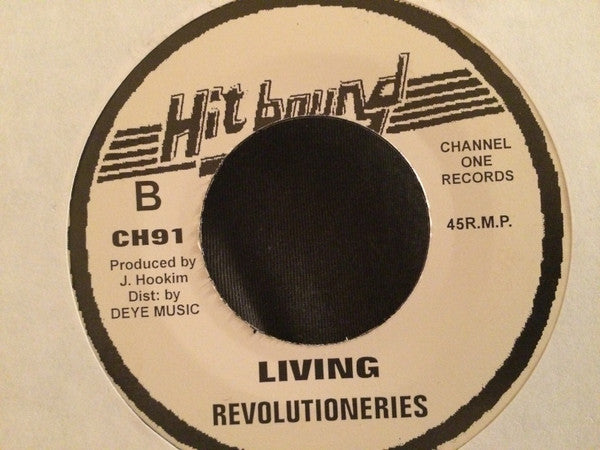 Hit bound
B
CH91
Produced by
J. Hookim
Dist: by
DEYE MUSIC
CHANNEL
ONE
RECORDS
45R.M.P.
LIVING
REVOLUTIONERIES